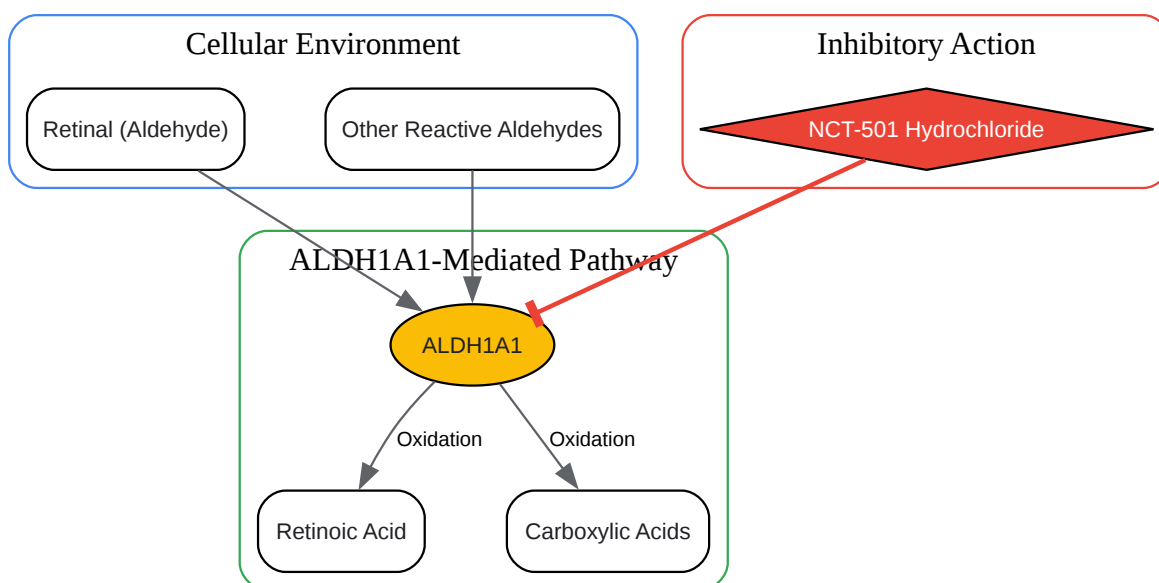 Cellular Environment
Inhibitory Action
Retinal (Aldehyde)
Other Reactive Aldehydes
NCT-501 Hydrochloride
ALDH1A1-Mediated Pathway
ALDH1A1
Oxidation
Oxidation
Retinoic Acid
Carboxylic Acids